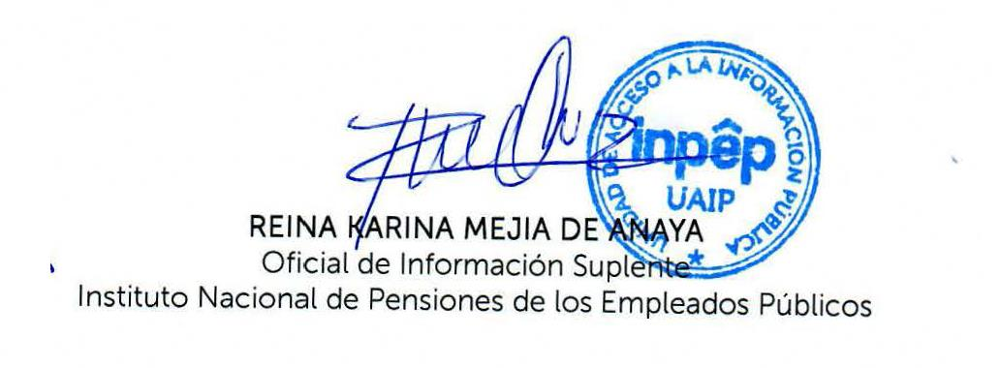 UNIDAD DE ACCESO A LA INFORMACIÓN PÚBLICA
inpêp
UAIP
REINA KARINA MEJIA DE ANAYA
Oficial de Información Suplente
Instituto Nacional de Pensiones de los Empleados Públicos